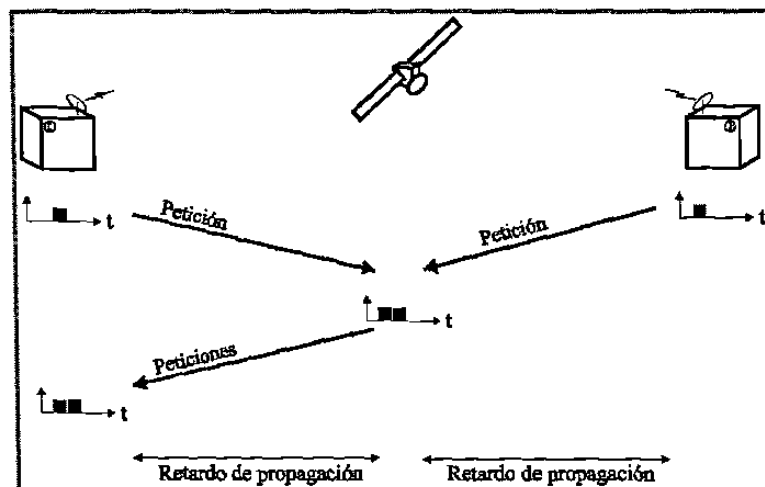 t
Petición
Petición
t
t
Peticiones
t
Retardo de propagación
Retardo de propagación